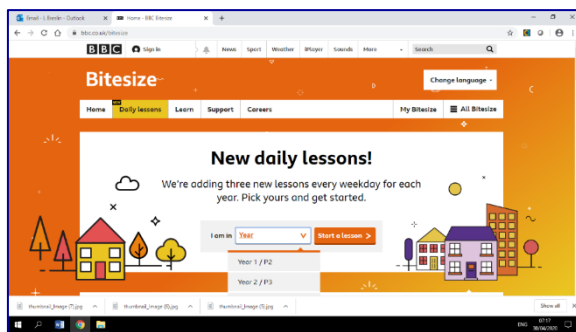 Email - L Brindle - Outlook Home - BBC Bitesize
bbc.co.uk/bitesize
BBC Sign in News Sport Weather iPlayer Sounds More Search
Bitesize
Change language
Home NEW Daily lessons Learn Support Careers My Bitesize All Bitesize
New daily lessons!
We're adding three new lessons every weekday for each
year. Pick yours and get started.
I am in Year Start a lesson
Year 1 / P2
Year 2 / P3
thumbnail_Image (7).jpg thumbnail_Image (6).jpg thumbnail_Image (5).jpg Show all
ENG 07:17
30/04/2020